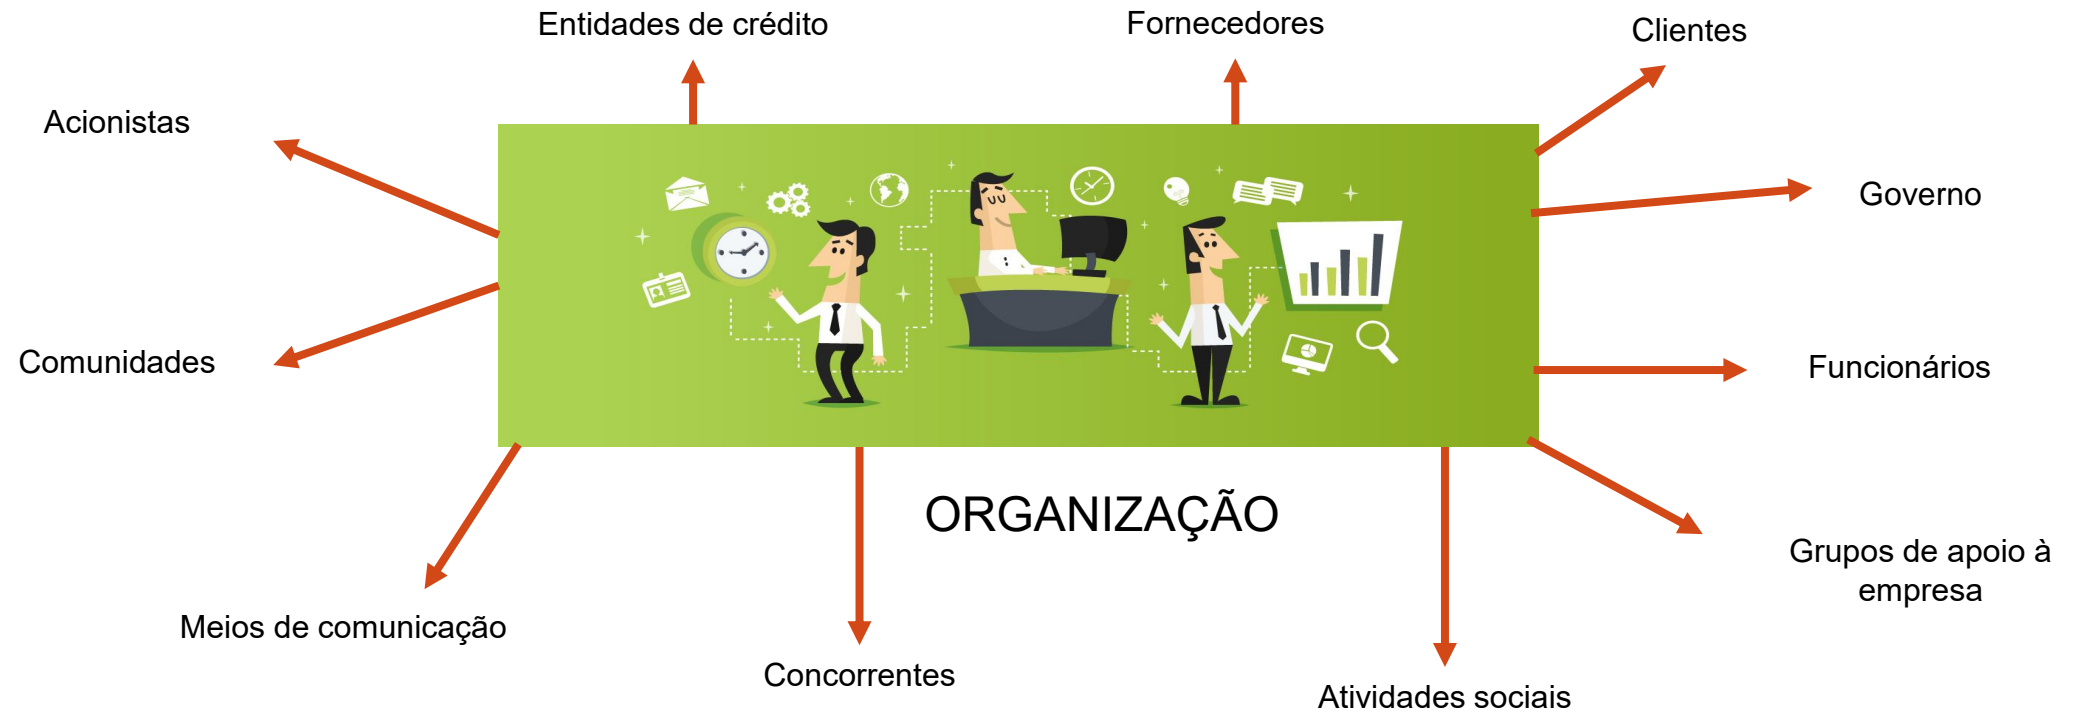 Entidades de crédito
Fornecedores
Clientes
Acionistas
Governo
Comunidades
Funcionários
ORGANIZAÇÃO
Grupos de apoio à
empresa
Meios de comunicação
Concorrentes
Atividades sociais